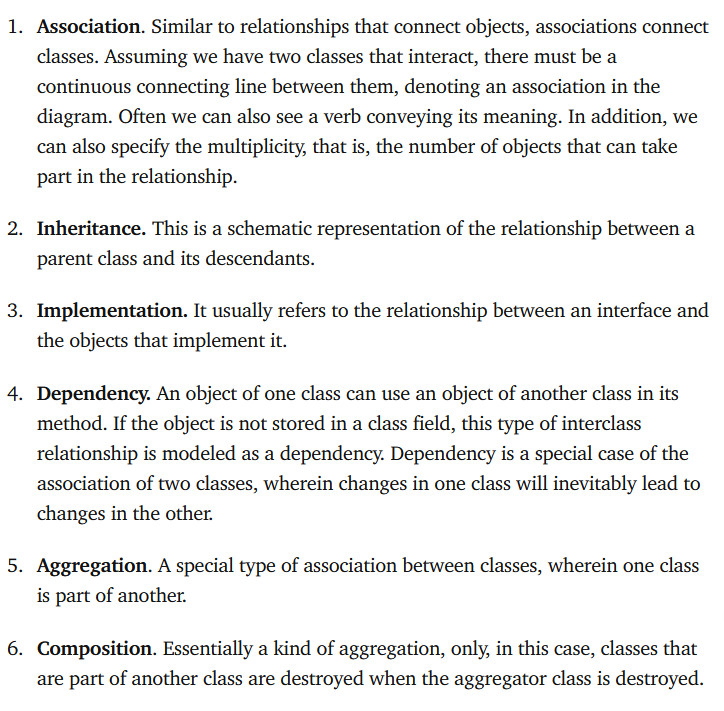 1. Association. Similar to relationships that connect objects, associations connect
classes. Assuming we have two classes that interact, there must be a
continuous connecting line between them, denoting an association in the
diagram. Often we can also see a verb conveying its meaning. In addition, we
can also specify the multiplicity, that is, the number of objects that can take
part in the relationship.
2. Inheritance. This is a schematic representation of the relationship between a
parent class and its descendants.
3. Implementation. It usually refers to the relationship between an interface and
the objects that implement it.
4. Dependency. An object of one class can use an object of another class in its
method. If the object is not stored in a class field, this type of interclass
relationship is modeled as a dependency. Dependency is a special case of the
association of two classes, wherein changes in one class will inevitably lead to
changes in the other.
5. Aggregation. A special type of association between classes, wherein one class
is part of another.
6. Composition. Essentially a kind of aggregation, only, in this case, classes that
are part of another class are destroyed when the aggregator class is destroyed.